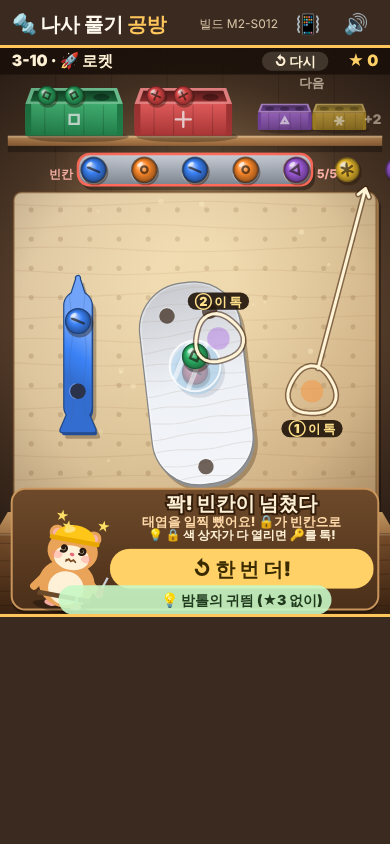 나사 풀기 공방
빌드 M2-S012
3-10 · 로켓
다시
★ 0
다음
+2
빈칸
5/5
② 이 톡
① 이 톡
꽉! 빈칸이 넘쳤다
태엽을 일찍 뺐어요! 🔒가 빈칸으로
💡 🔒 색 상자가 다 열리면 🔑를 톡!
한 번 더!
💡 밤톨의 귀띔 (★3 없이)